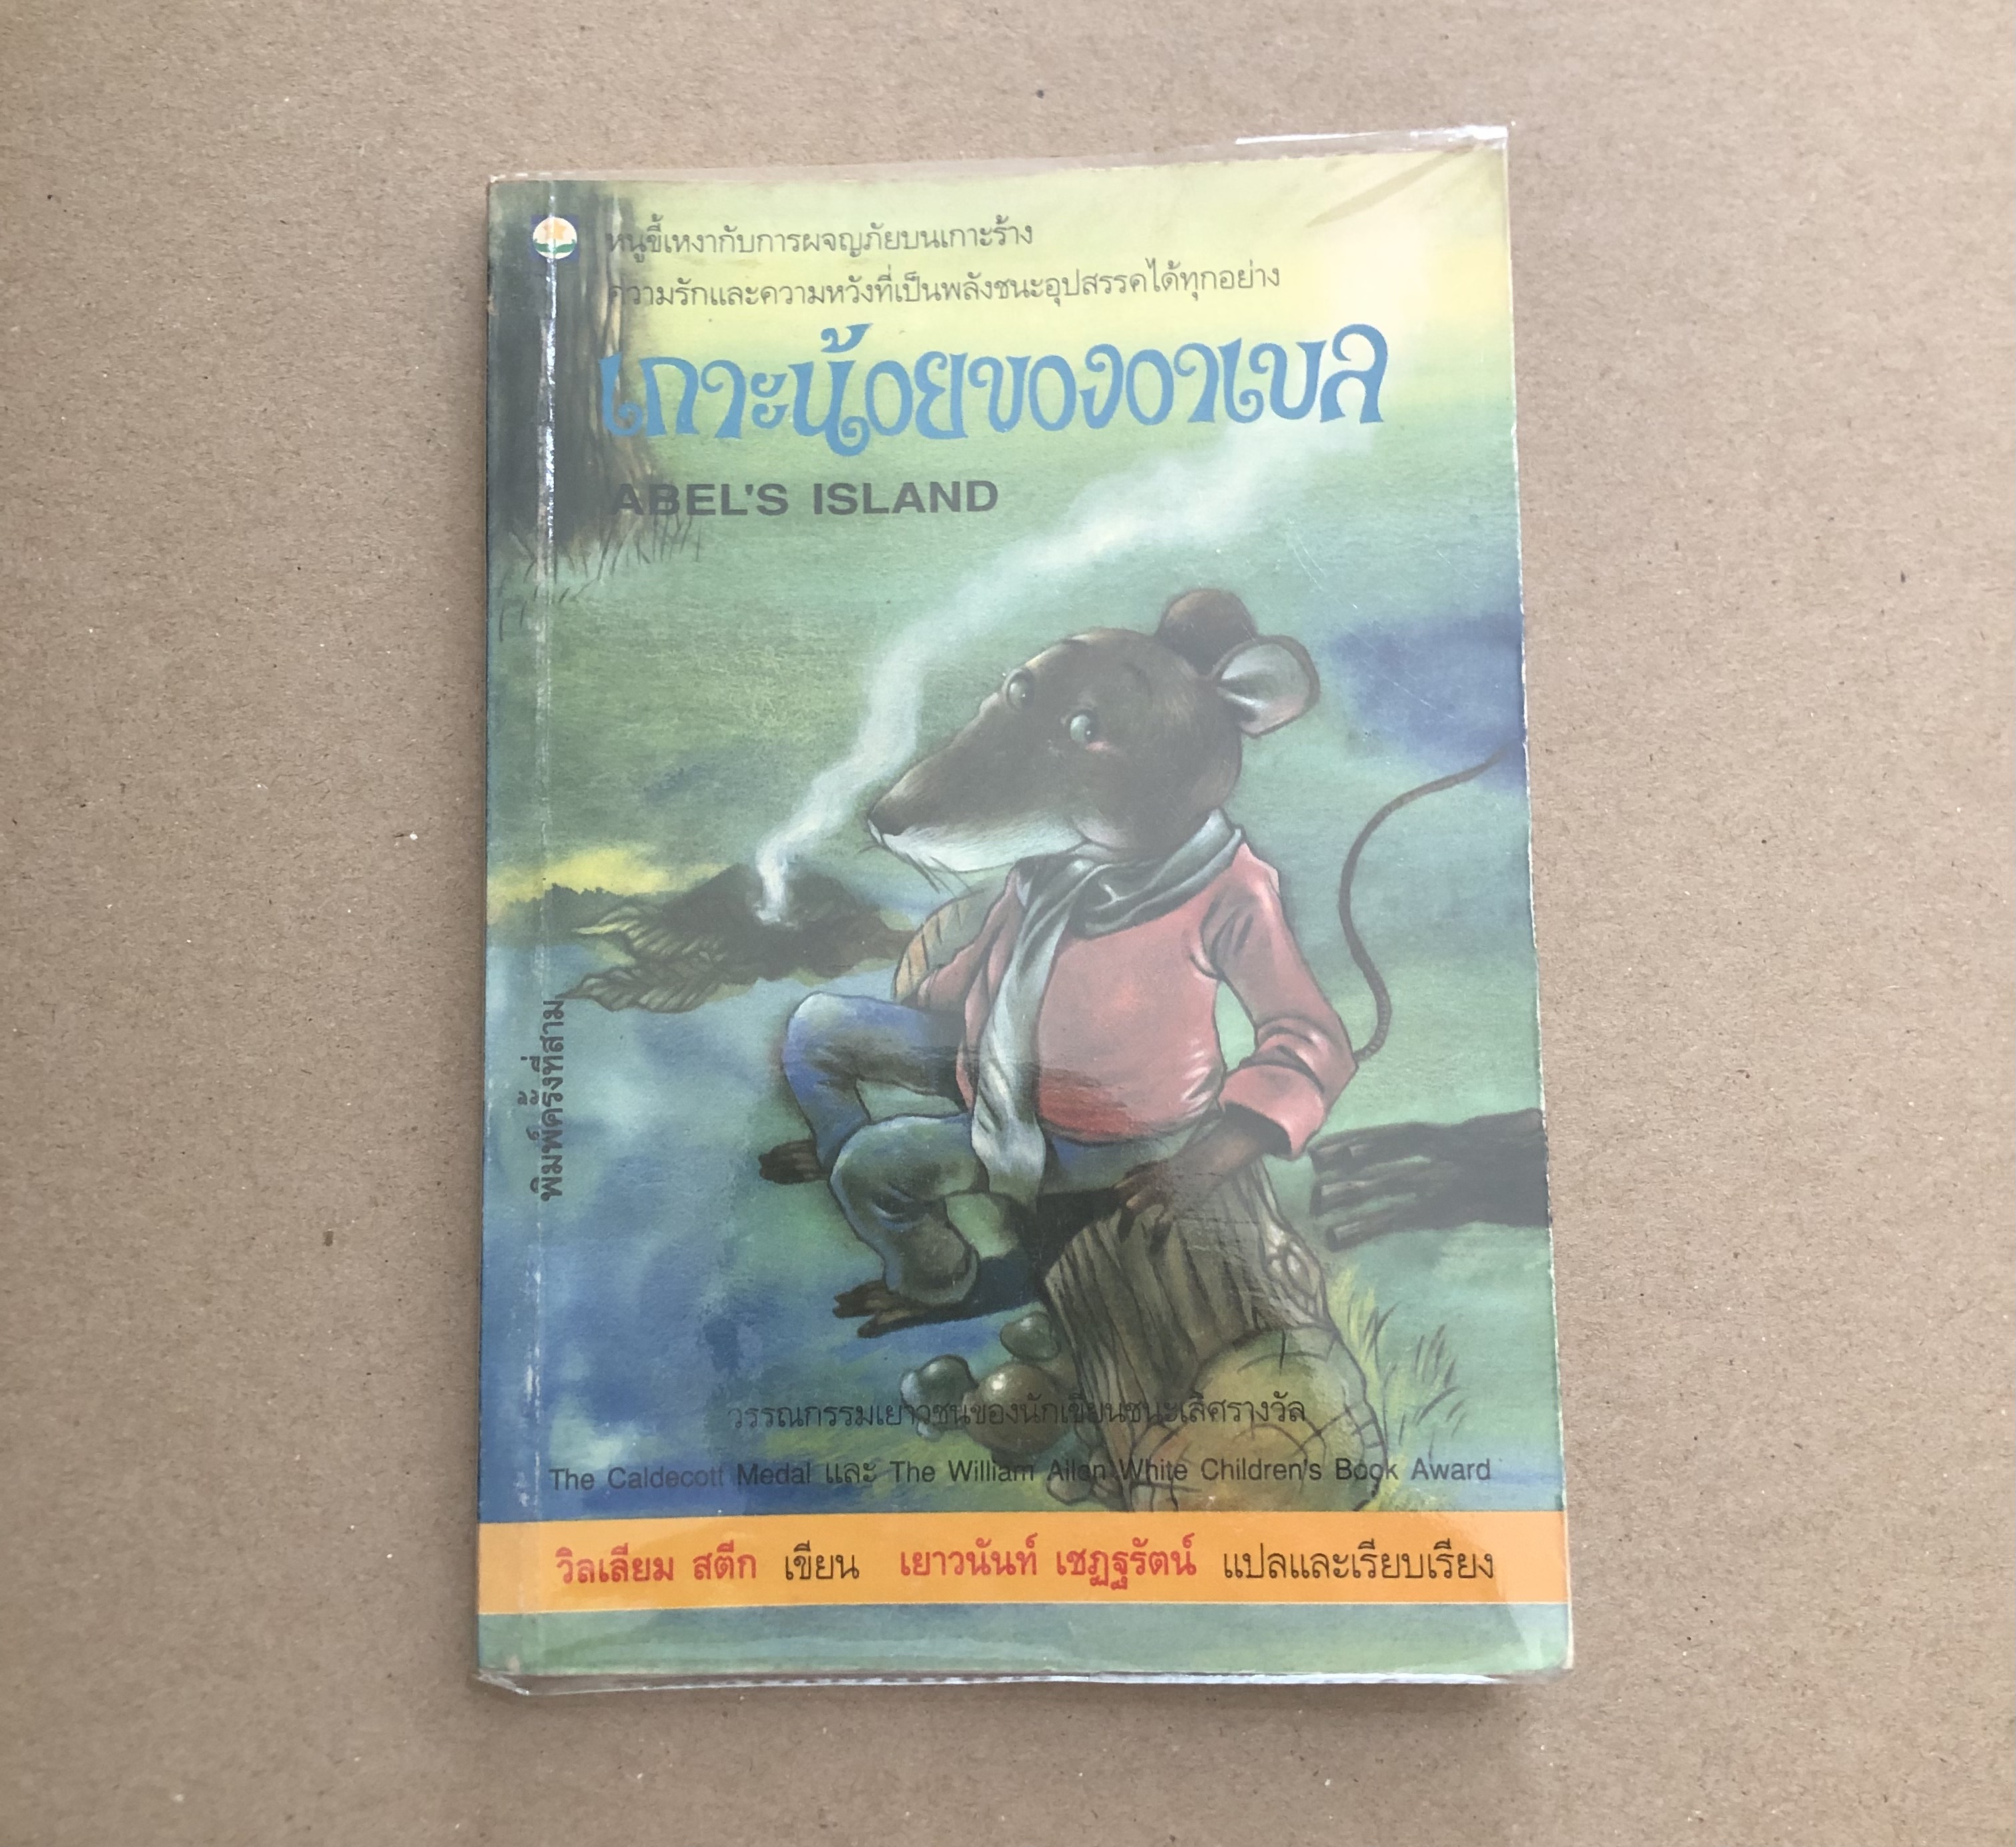 หนูขี้เหงากับการผจญภัยบนเกาะร้าง
ความรักและความหวังที่เป็นพลังชนะอุปสรรคได้ทุกอย่าง
เกาะน้อยของอาเบล
ABEL'S ISLAND
พิมพ์ครั้งที่สาม
วรรณกรรมเยาวชนของนักเขียนชนะเลิศรางวัล
The Caldecott Medal และ The William Allen White Children's Book Award
วิลเลียม สตีก เขียน เยาวนันท์ เชฏฐรัตน์ แปลและเรียบเรียง